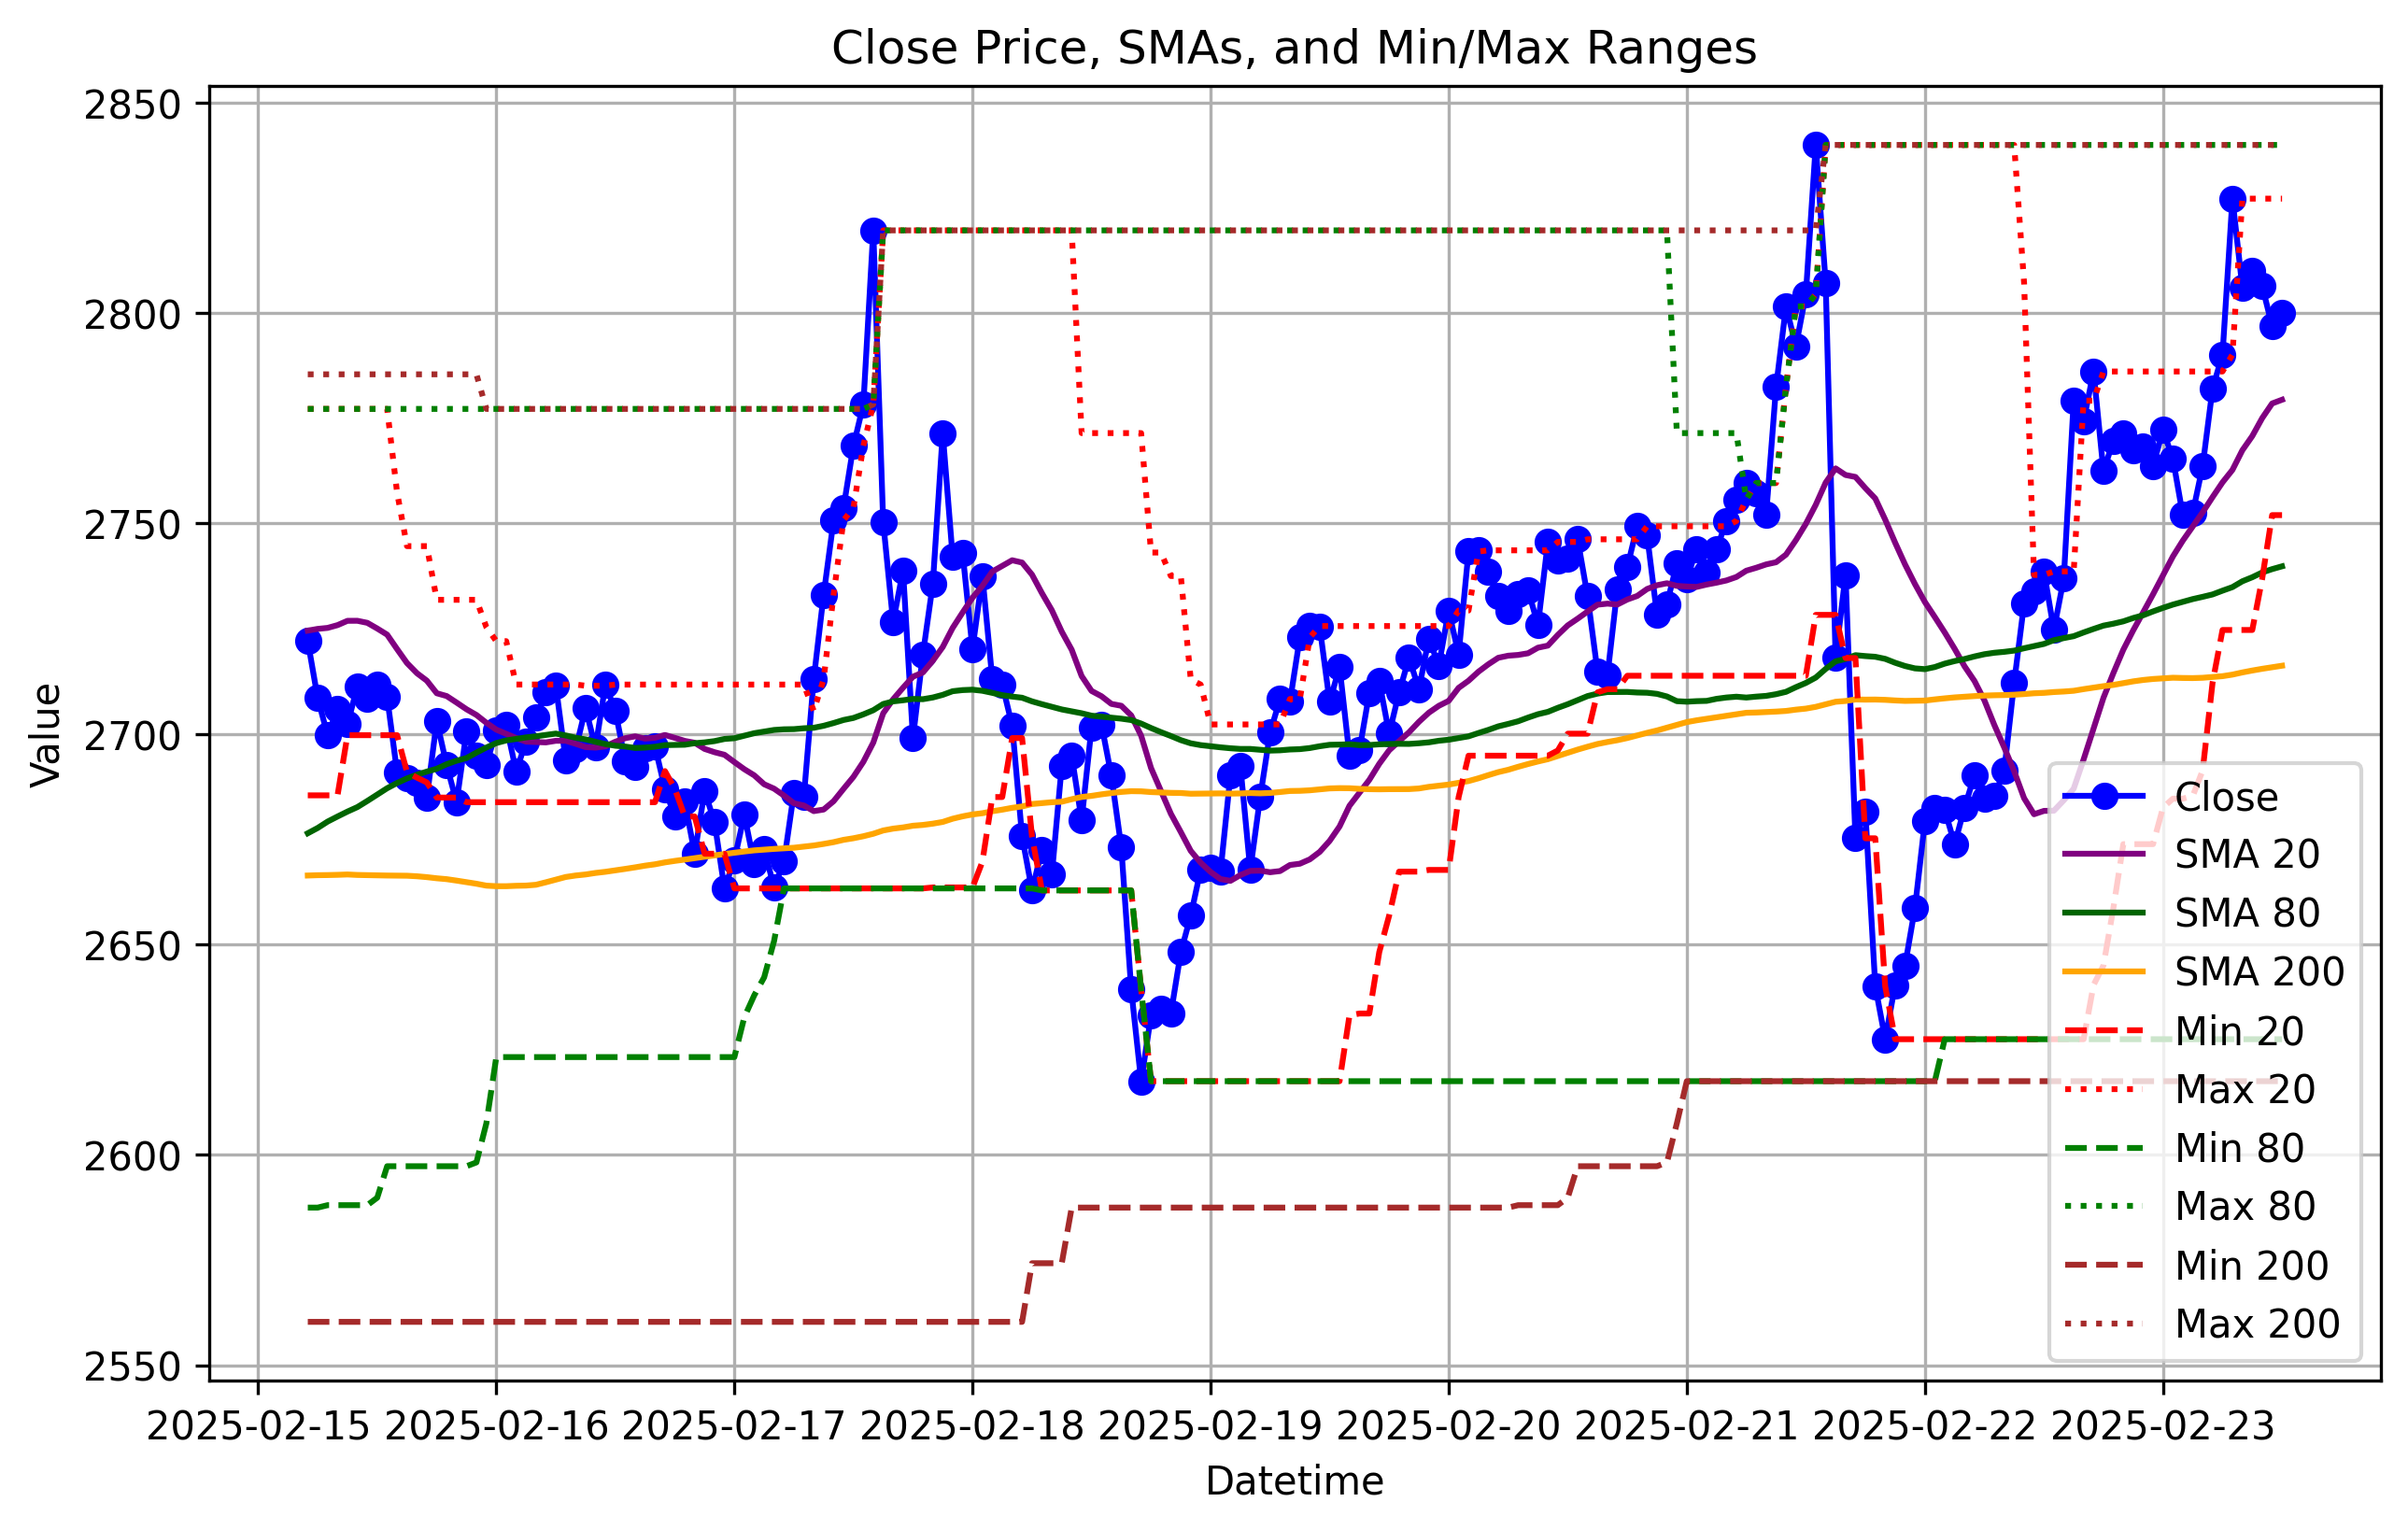 Close Price, SMAs, and Min/Max Ranges
2850
2800
2750
2700
2650
2600
2550
Value
Close
SMA 20
SMA 80
SMA 200
Min 20
Max 20
Min 80
Max 80
Min 200
Max 200
2025-02-15 2025-02-16 2025-02-17 2025-02-18 2025-02-19 2025-02-20 2025-02-21 2025-02-22 2025-02-23
Datetime